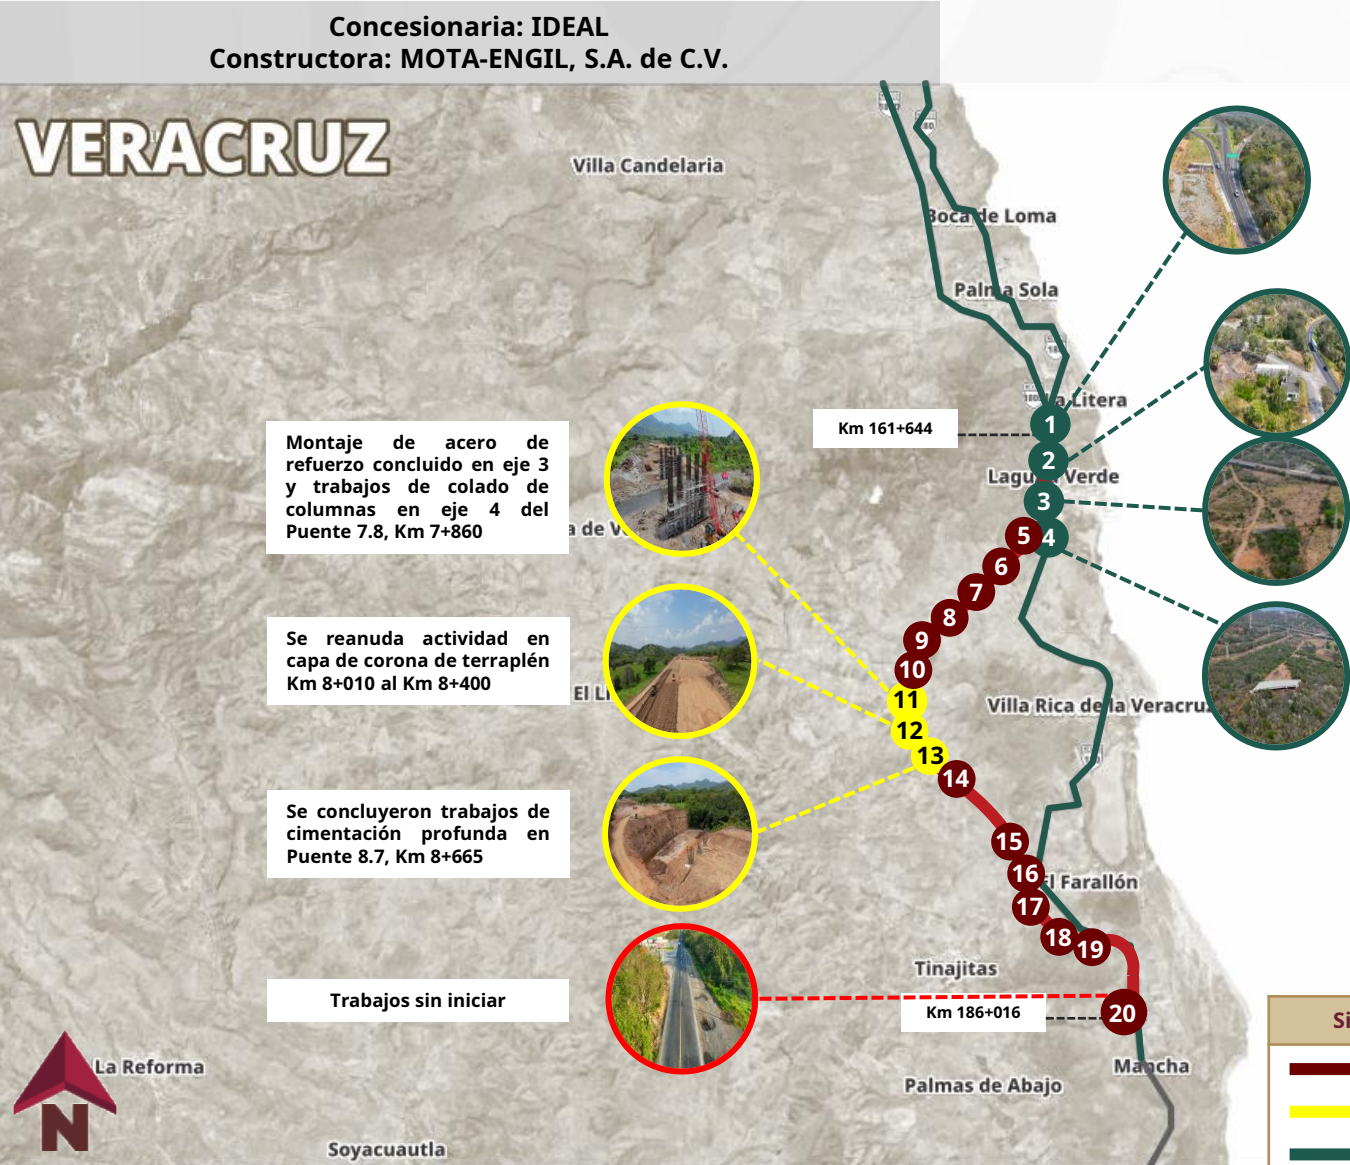 Concesionaria: IDEAL
Constructora: MOTA-ENGIL, S.A. de C.V.
VERACRUZ
Villa Candelaria
Boca de Loma
Palma Sola
La Litera
Km 161+644
1
2
Laguna Verde
3
4
5
6
7
8
9
10
11
12
13
14
15
16
17
18
19
20
Montaje de acero de
refuerzo concluido en eje 3
y trabajos de colado de
columnas en eje 4 del
Puente 7.8, Km 7+860
a de V
Se reanuda actividad en
capa de corona de terraplén
Km 8+010 al Km 8+400
El Li
Villa Rica de la Veracruz
Se concluyeron trabajos de
cimentación profunda en
Puente 8.7, Km 8+665
El Farallón
Tinajitas
Trabajos sin iniciar
Km 186+016
Si
La Reforma
Mancha
Palmas de Abajo
N
Soyacuautla